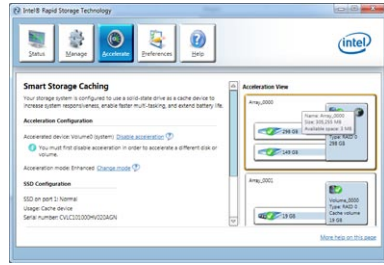 Intel® Rapid Storage Technology
Status
Manage
Accelerate
Preferences
Help
intel
Smart Storage Caching
Your storage system is configured to use a solid-state drive as a cache device to
increase system responsiveness, enable faster multi-tasking, and extend battery life.
Acceleration Configuration
Accelerated device: Volume0 (system) Disable acceleration
You must first disable acceleration in order to accelerate a different disk or
volume.
Acceleration mode: Enhanced Change mode
SSD Configuration
SSD on port 1: Normal
Usage: Cache device
Serial number: CVLC101000HV020AGN
Acceleration View
Array_0000
Name: Array_0000
Available space: 3 MB
298 GB
Type: RAID 0
298 GB
149 GB
Array_0001
19 GB
Volume_0000
Type: RAID 0
Cache volume
19 GB
More help on this page